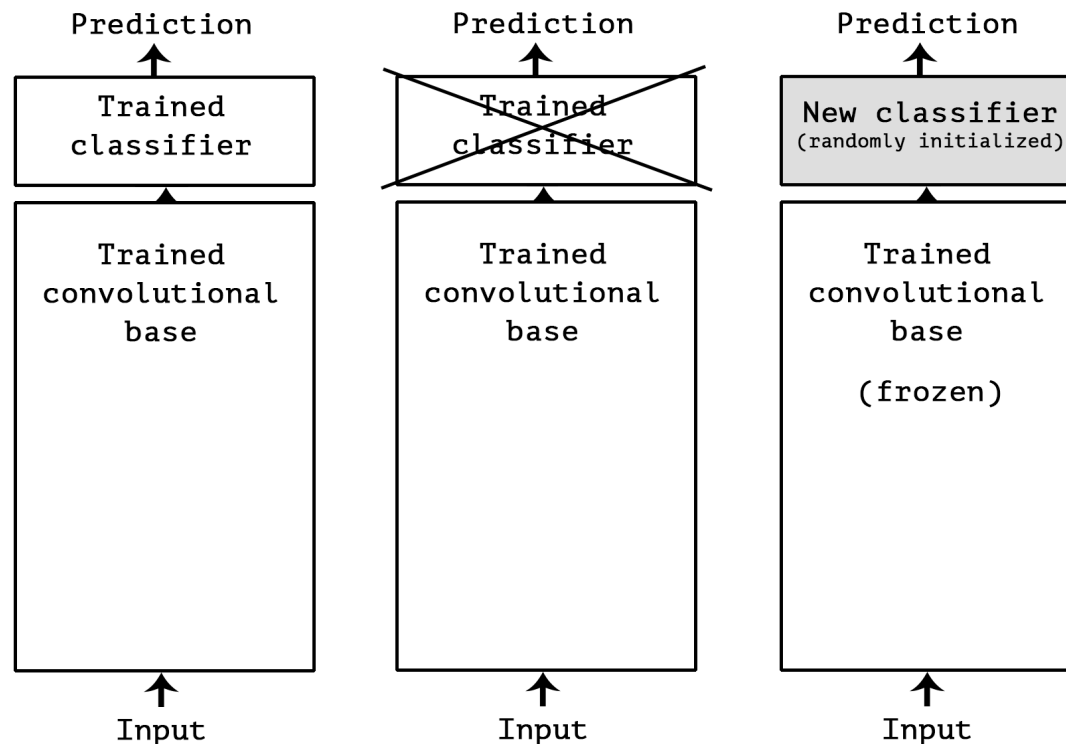 Prediction
Trained
classifier
Trained
convolutional
base
Input
Prediction
Trained
classifier
Trained
convolutional
base
Input
Prediction
New classifier
(randomly initialized)
Trained
convolutional
base
(frozen)
Input